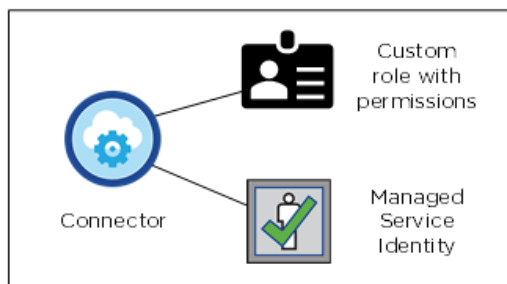 Custom
role with
permissions
Connector
Managed
Service
Identity